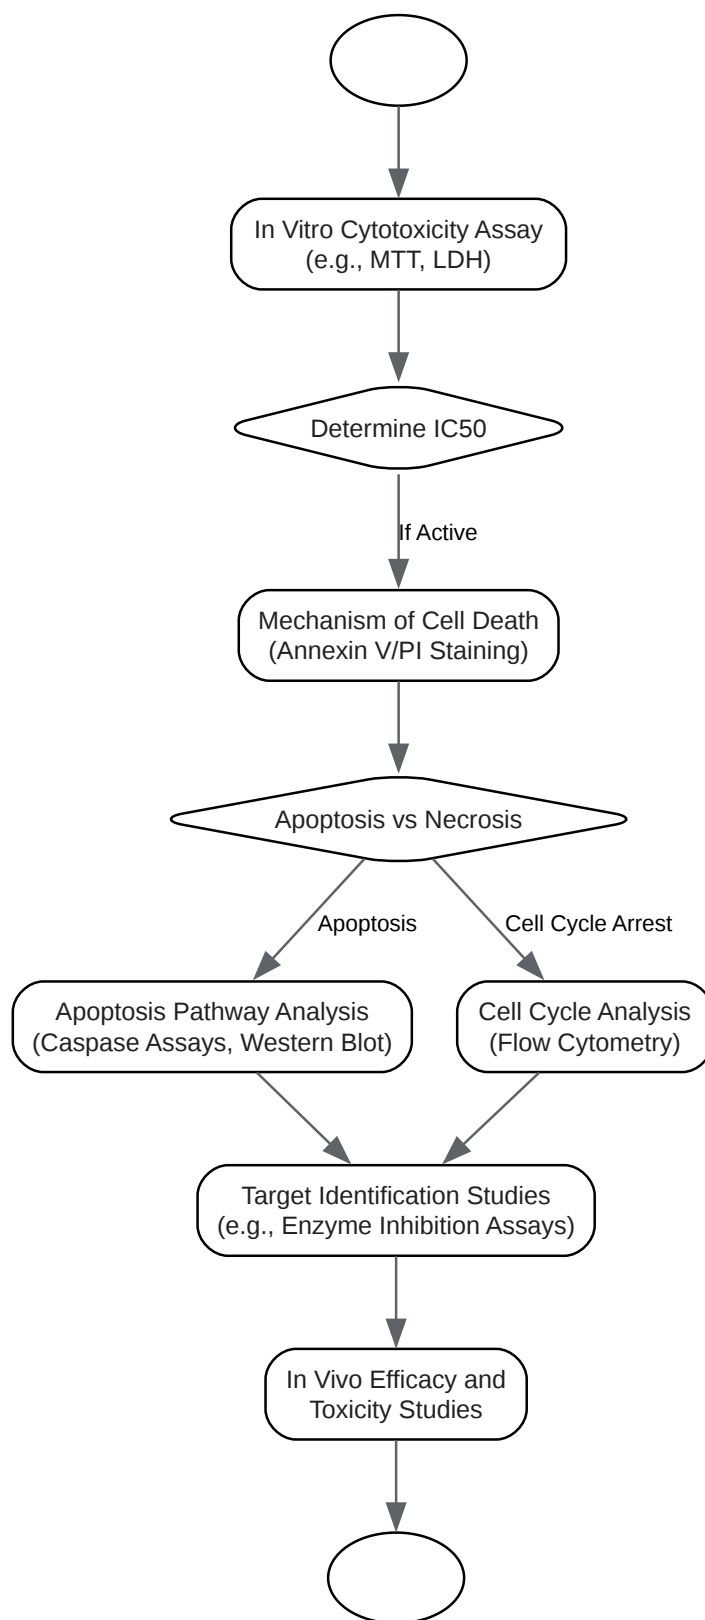 In Vitro Cytotoxicity Assay
(e.g., MTT, LDH)
Determine IC50
If Active
Mechanism of Cell Death
(Annexin V/PI Staining)
Apoptosis vs Necrosis
Apoptosis
Cell Cycle Arrest
Apoptosis Pathway Analysis
(Caspase Assays, Western Blot)
Cell Cycle Analysis
(Flow Cytometry)
Target Identification Studies
(e.g., Enzyme Inhibition Assays)
In Vivo Efficacy and
Toxicity Studies